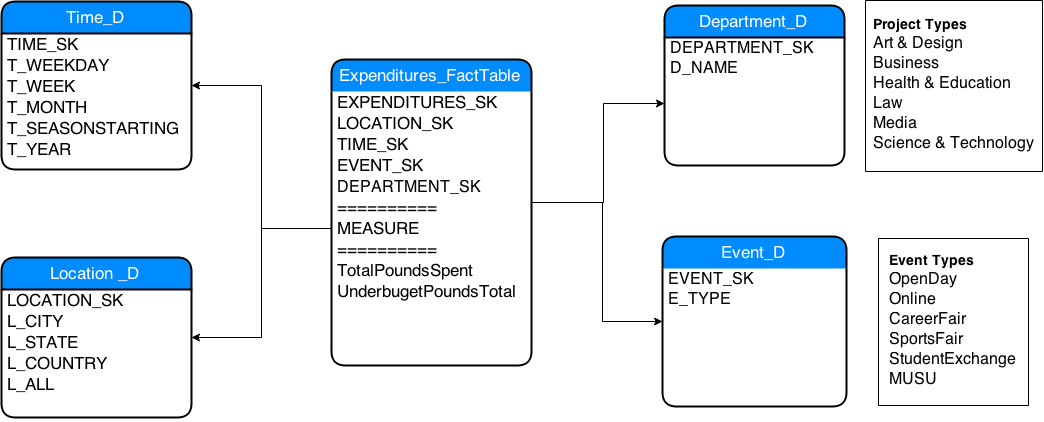 Time_D
TIME_SK
T_WEEKDAY
T_WEEK
T_MONTH
T_SEASONSTARTING
T_YEAR
Location _D
LOCATION_SK
L_CITY
L_STATE
L_COUNTRY
L_ALL
Expenditures_FactTable
EXPENDITURES_SK
LOCATION_SK
TIME_SK
EVENT_SK
DEPARTMENT_SK
==========
MEASURE
==========
TotalPoundsSpent
UnderbugetPoundsTotal
Department_D
DEPARTMENT_SK
D_NAME
Event_D
EVENT_SK
E_TYPE
Project Types
Art & Design
Business
Health & Education
Law
Media
Science & Technology
Event Types
OpenDay
Online
CareerFair
SportsFair
StudentExchange
MUSU